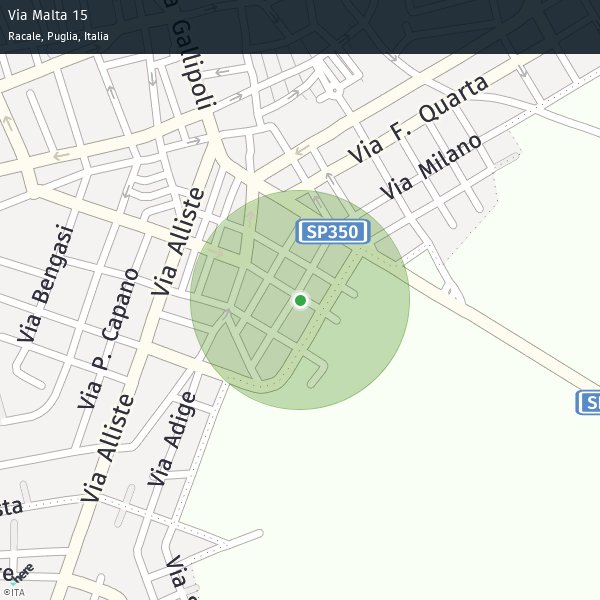 Via Malta 15
Racale, Puglia, Italia
Gallipoli
Via F. Quarta
Via Milano
Via Alliste
SP350
Via Bengasi
Via P. Capano
Via Alliste
Via Adige
Via
here
©ITA